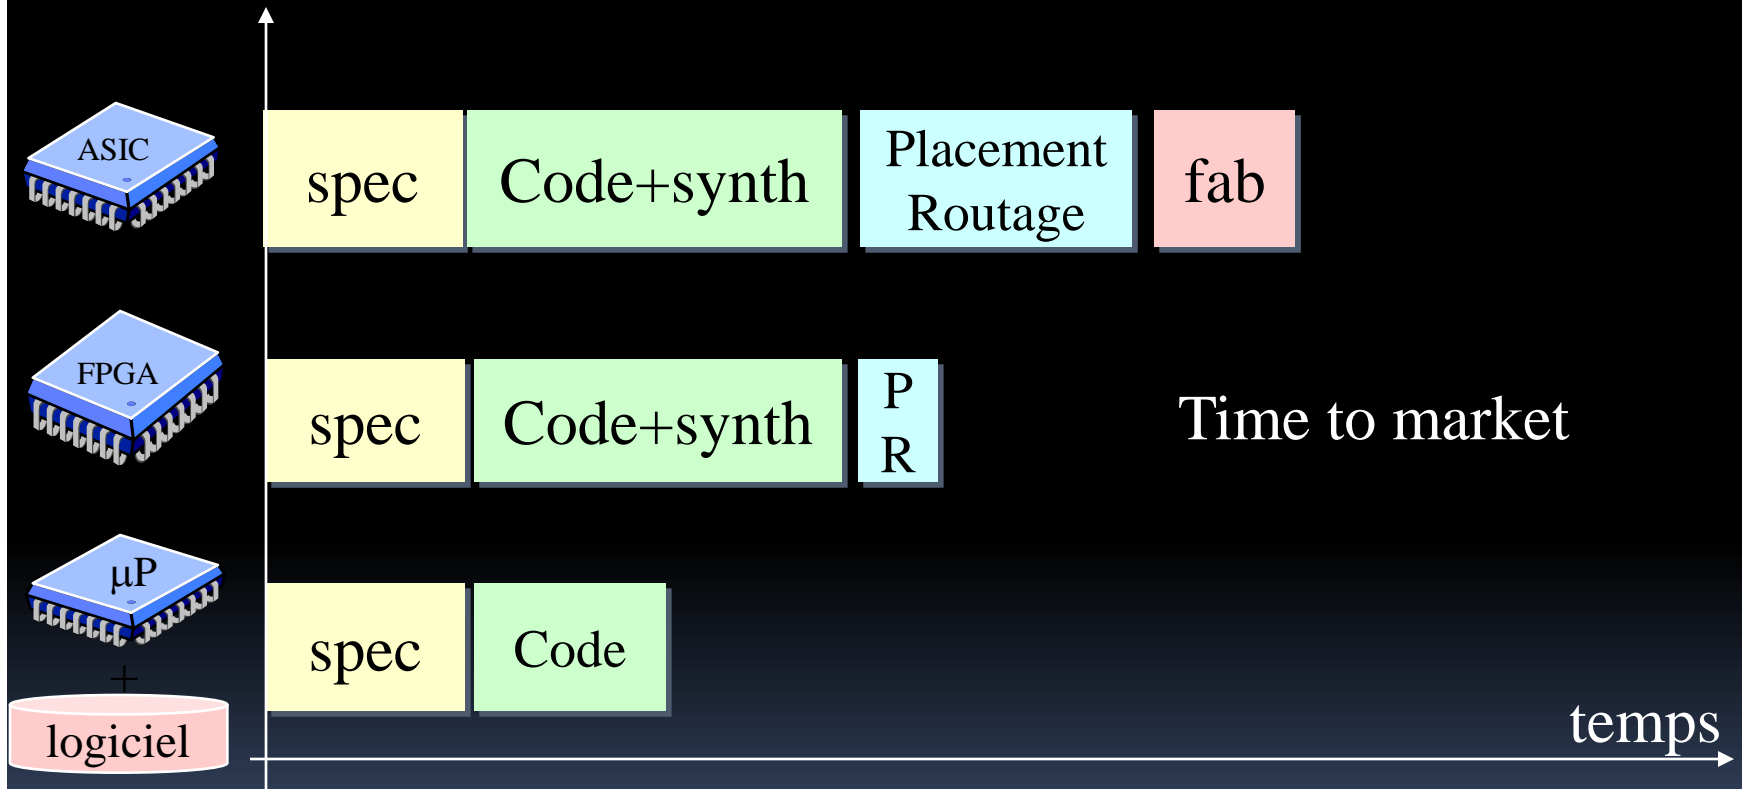 ASIC
spec
Code+synth
Placement
Routage
fab
FPGA
spec
Code+synth
P
R
Time to market
μP
+
logiciel
spec
Code
temps